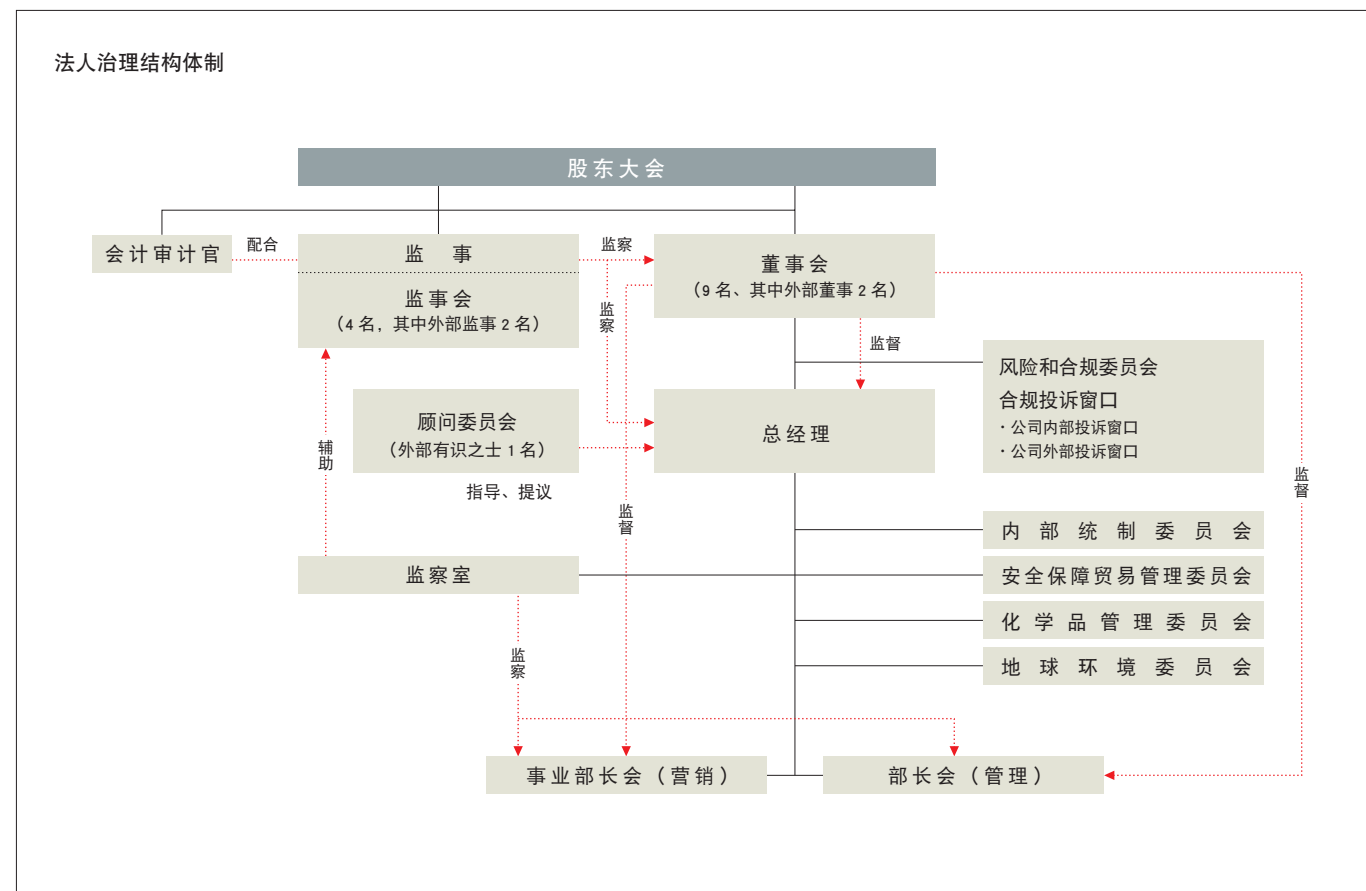 法人治理结构体制
股东大会
会计审计官
配合
监 事
监察
董事会
(9 名、其中外部董事 2 名)
监事会
(4 名,其中外部监事 2 名)
监察
监督
风险和合规委员会
合规投诉窗口
・公司内部投诉窗口
・公司外部投诉窗口
顾问委员会
(外部有识之士 1 名)
总经理
辅助
指导、提议
监督
监督
内部统制委员会
监察室
安全保障贸易管理委员会
化学品管理委员会
监察
地球环境委员会
事业部长会(营销)
部长会(管理)